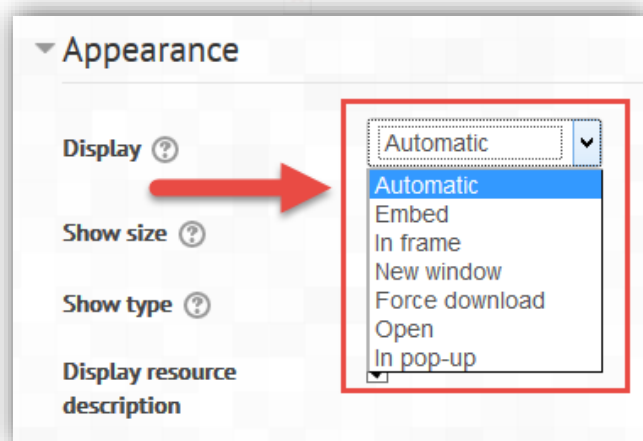 Appearance
Display
Automatic
Automatic
Embed
In frame
New window
Force download
Open
In pop-up
Show size
Show type
Display resource
description